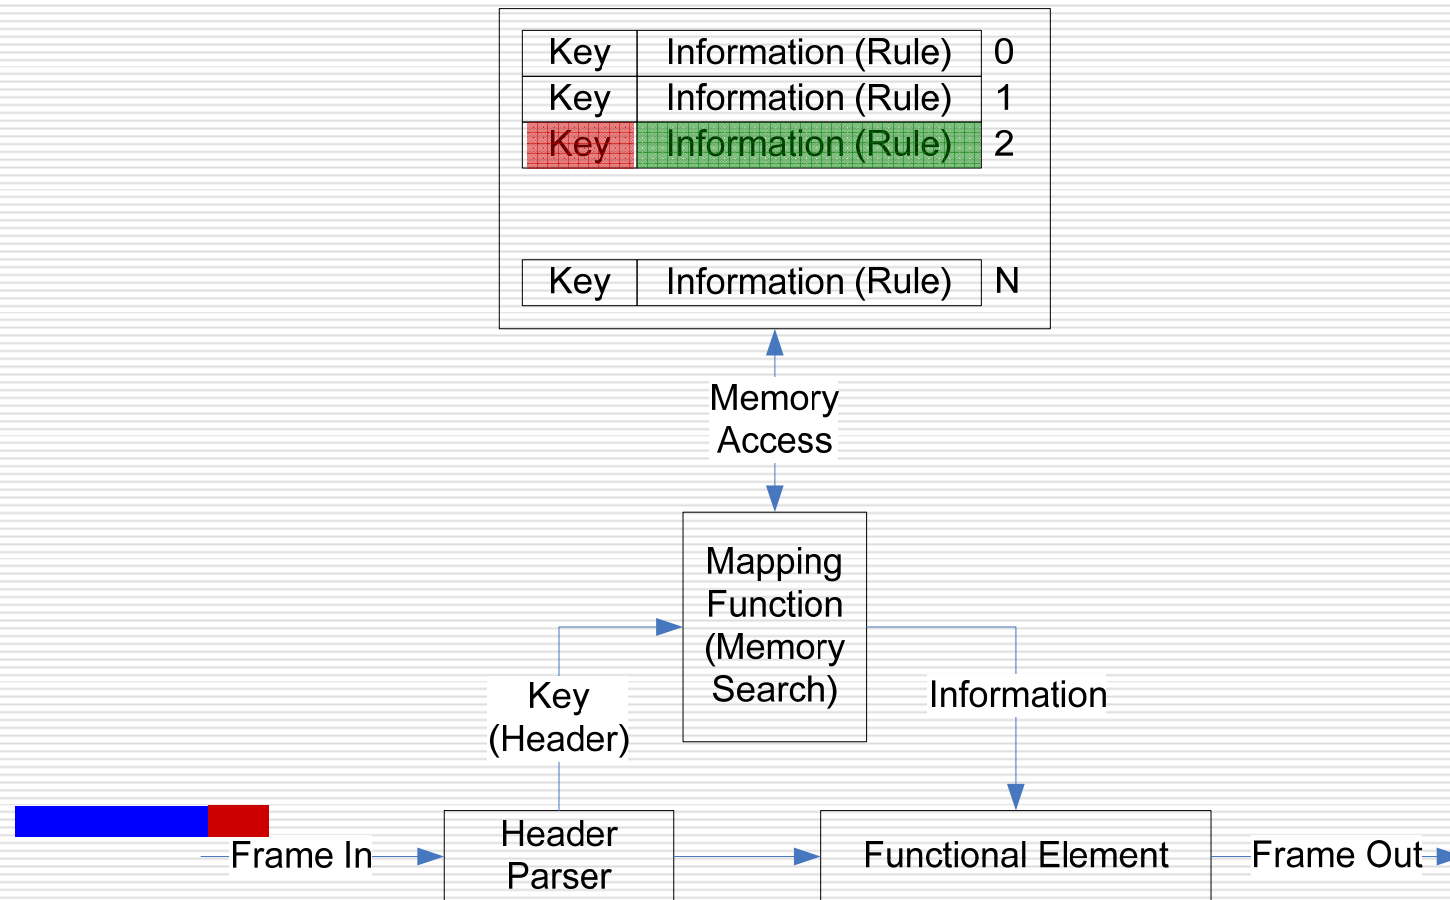 Key Information (Rule) 0
Key Information (Rule) 1
Key Information (Rule) 2
Key Information (Rule) N
Memory
Access
Mapping
Function
(Memory
Search)
Key
(Header)
Information
Frame In
Header
Parser
Functional Element
Frame Out